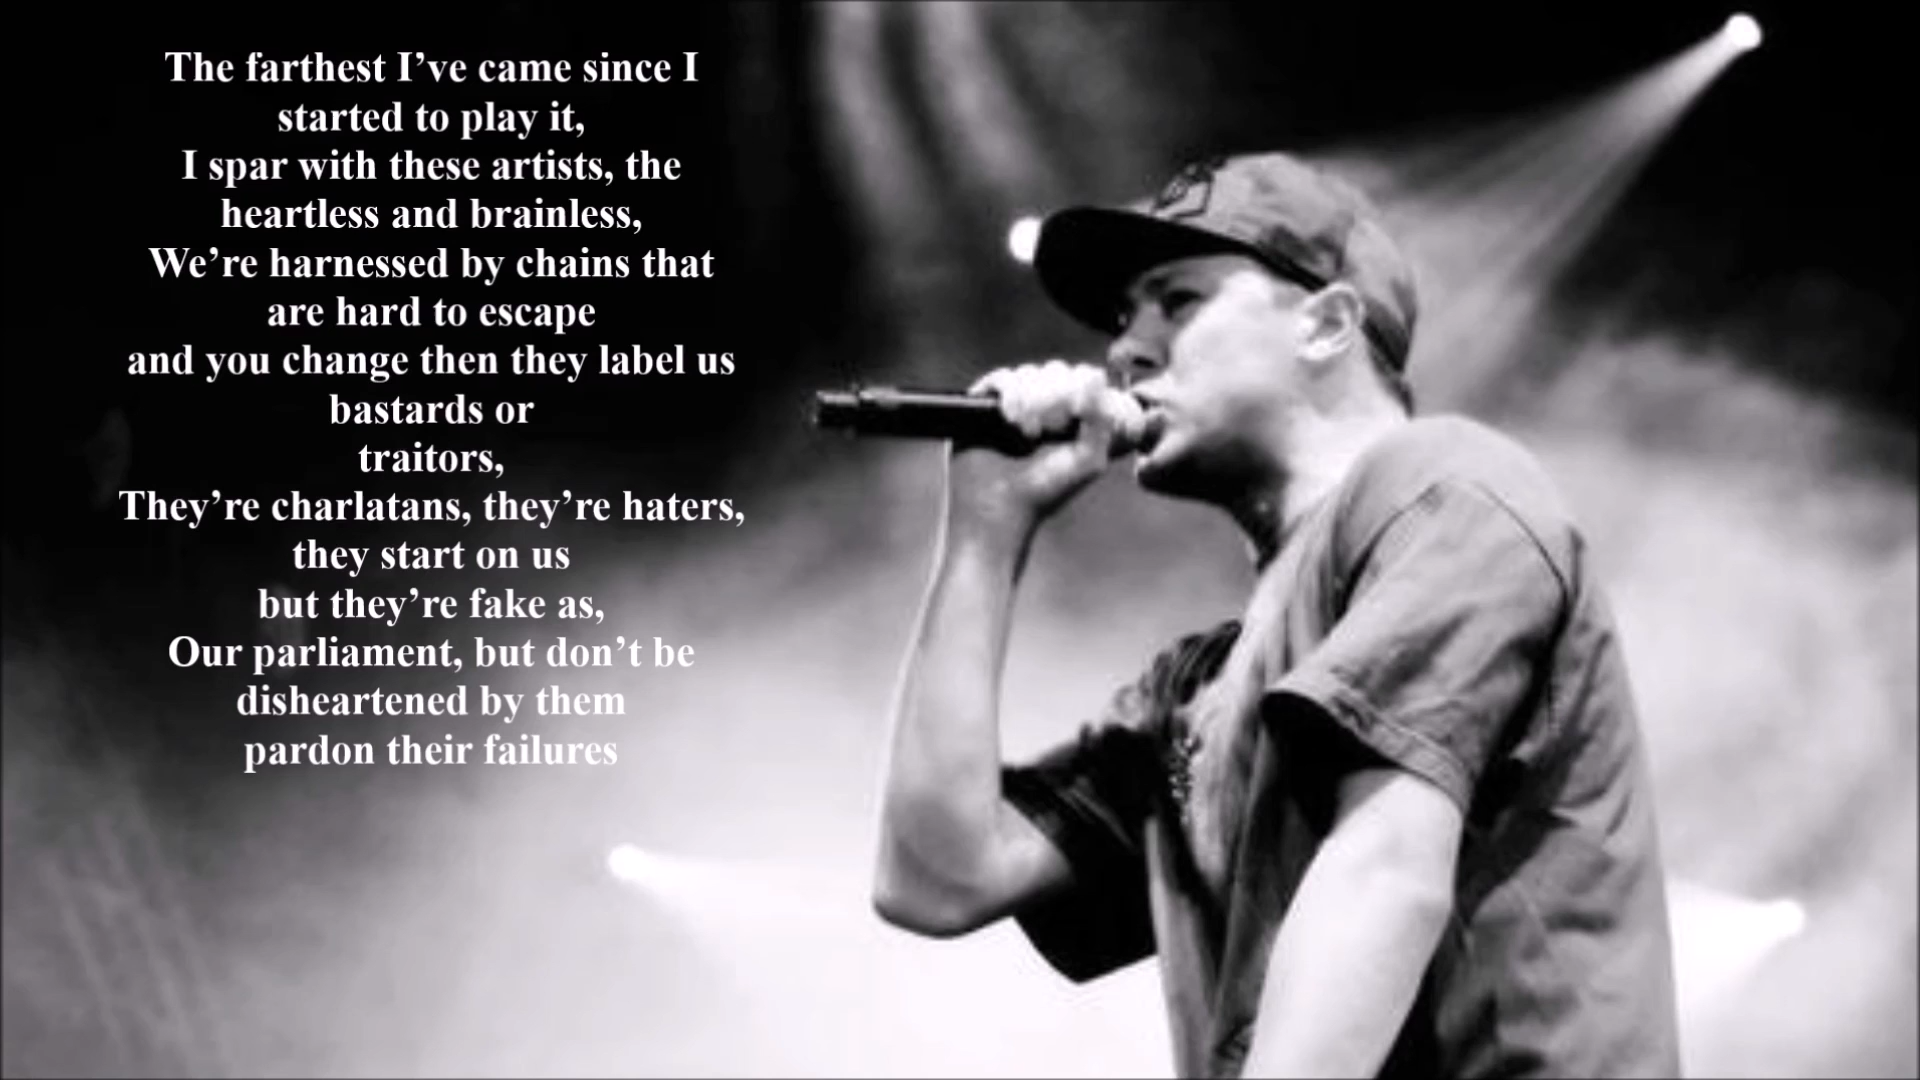 The farthest I’ve came since I
started to play it,
I spar with these artists, the
heartless and brainless,
We’re harnessed by chains that
are hard to escape
and you change then they label us
bastards or
traitors,
They’re charlatans, they’re haters,
they start on us
but they’re fake as,
Our parliament, but don’t be
disheartened by them
pardon their failures